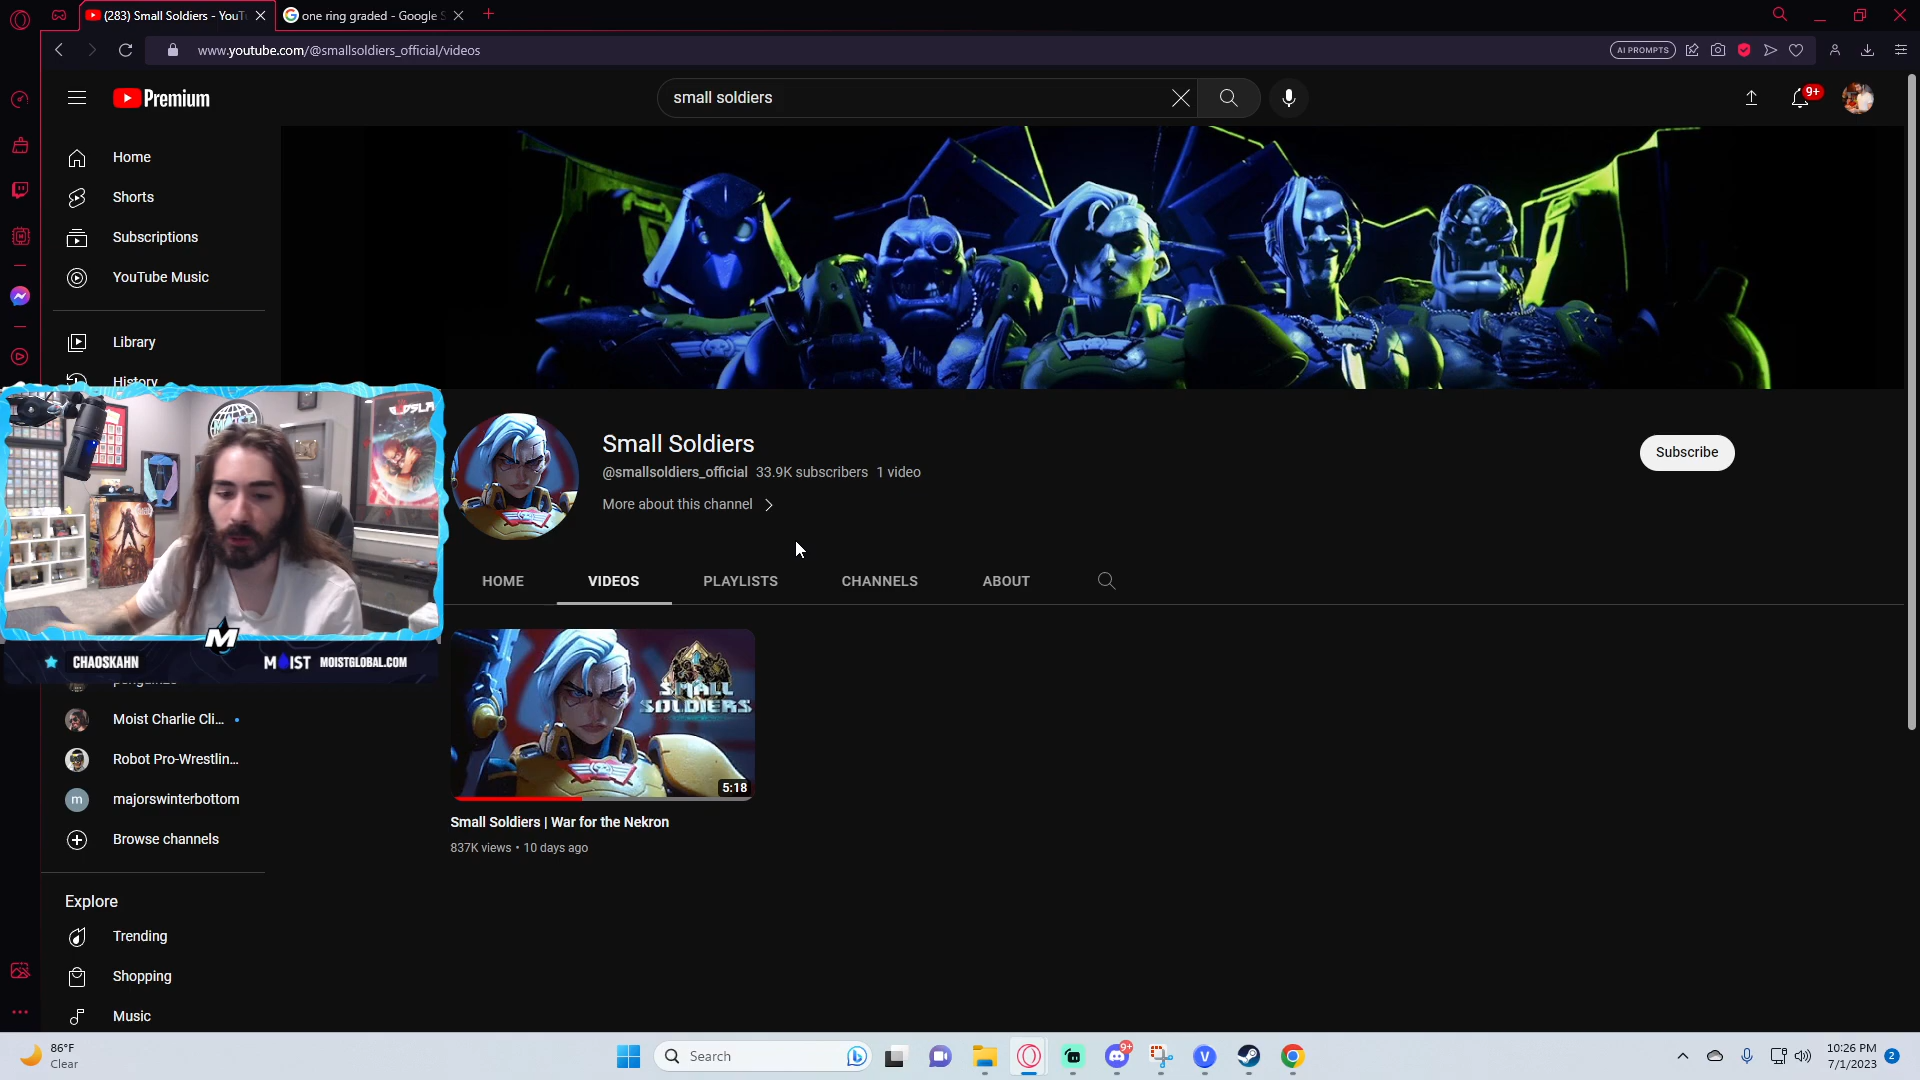 (283) Small Soldiers - YouT
one ring graded - Google S
www.youtube.com/@smallsoldiers_official/videos
AI PROMPTS
Premium
small soldiers
9+
Home
Shorts
Subscriptions
YouTube Music
Library
History
Small Soldiers
@smallsoldiers_official 33.9K subscribers 1 video
More about this channel
Subscribe
HOME
VIDEOS
PLAYLISTS
CHANNELS
ABOUT
M
CHAOSKAHN
MOIST
MOISTGLOBAL.COM
Moist Charlie Cli...
Robot Pro-Wrestlin...
m
majorswinterbottom
Browse channels
SMALL
SOLDIERS
5:18
Small Soldiers | War for the Nekron
837K views • 10 days ago
Explore
Trending
Shopping
Music
86°F
Clear
Search
9+
V
10:26 PM
7/1/2023
2